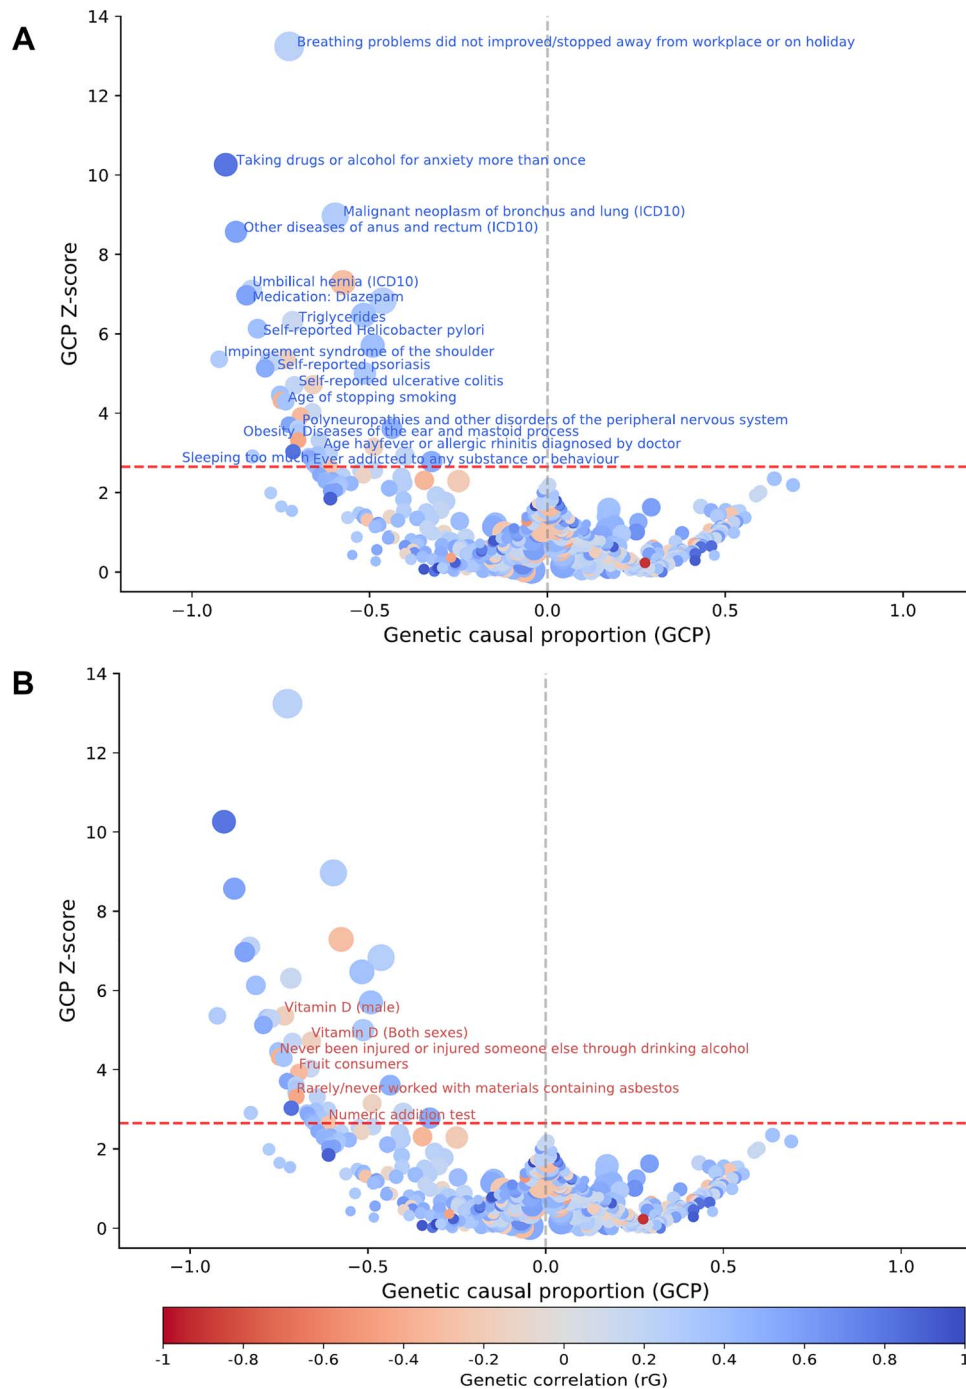 A
14
12
10
8
6
4
2
0
GCP Z-score
Breathing problems did not improved/stopped away from workplace or on holiday
Taking drugs or alcohol for anxiety more than once
Malignant neoplasm of bronchus and lung (ICD10)
Other diseases of anus and rectum (ICD10)
Umbilical hernia (ICD10)
Medication: Diazepam
Triglycerides
Self-reported Helicobacter pylori
Impingement syndrome of the shoulder
Self-reported psoriasis
Self-reported ulcerative colitis
Age of stopping smoking
Polyneuropathies and other disorders of the peripheral nervous system
Obesity Diseases of the ear and mastoid process
Age hayfever or allergic rhinitis diagnosed by doctor
Sleeping too much Ever addicted to any substance or behaviour
−1.0 −0.5 0.0 0.5 1.0
Genetic causal proportion (GCP)
B
14
12
10
8
6
4
2
0
GCP Z-score
Vitamin D (male)
Vitamin D (Both sexes)
Never been injured or injured someone else through drinking alcohol
Fruit consumers
Rarely/never worked with materials containing asbestos
Numeric addition test
−1.0 −0.5 0.0 0.5 1.0
Genetic causal proportion (GCP)
-1 -0.8 -0.6 -0.4 -0.2 0 0.2 0.4 0.6 0.8 1
Genetic correlation (rG)